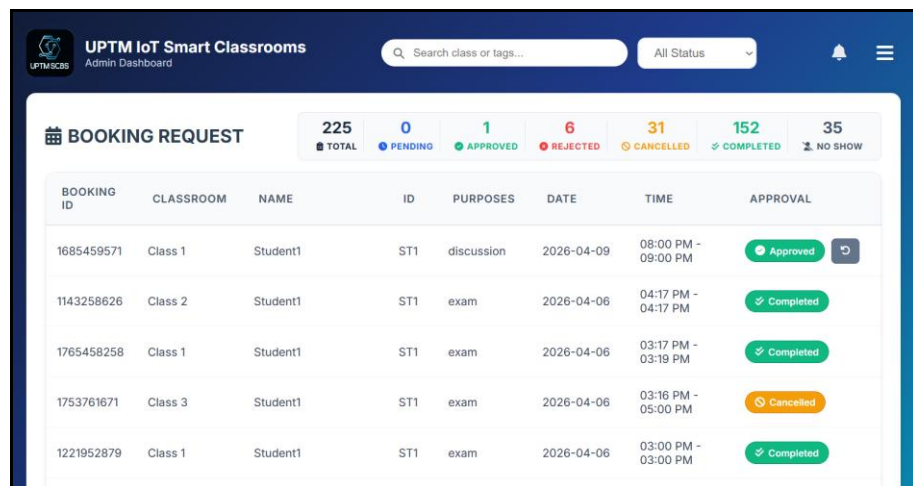 UPTM IoT Smart Classrooms
Admin Dashboard
UPTM SCBS
Search class or tags...
All Status
BOOKING REQUEST
225
TOTAL
0
PENDING
1
APPROVED
6
REJECTED
31
CANCELLED
152
COMPLETED
35
NO SHOW
BOOKING ID CLASSROOM NAME ID PURPOSES DATE TIME APPROVAL
1685459571 Class 1 Student1 ST1 discussion 2026-04-09 08:00 PM - 09:00 PM Approved
1143258626 Class 2 Student1 ST1 exam 2026-04-06 04:17 PM - 04:17 PM Completed
1765458258 Class 1 Student1 ST1 exam 2026-04-06 03:17 PM - 03:19 PM Completed
1753761671 Class 3 Student1 ST1 exam 2026-04-06 03:16 PM - 05:00 PM Cancelled
1221952879 Class 1 Student1 ST1 exam 2026-04-06 03:00 PM - 03:00 PM Completed